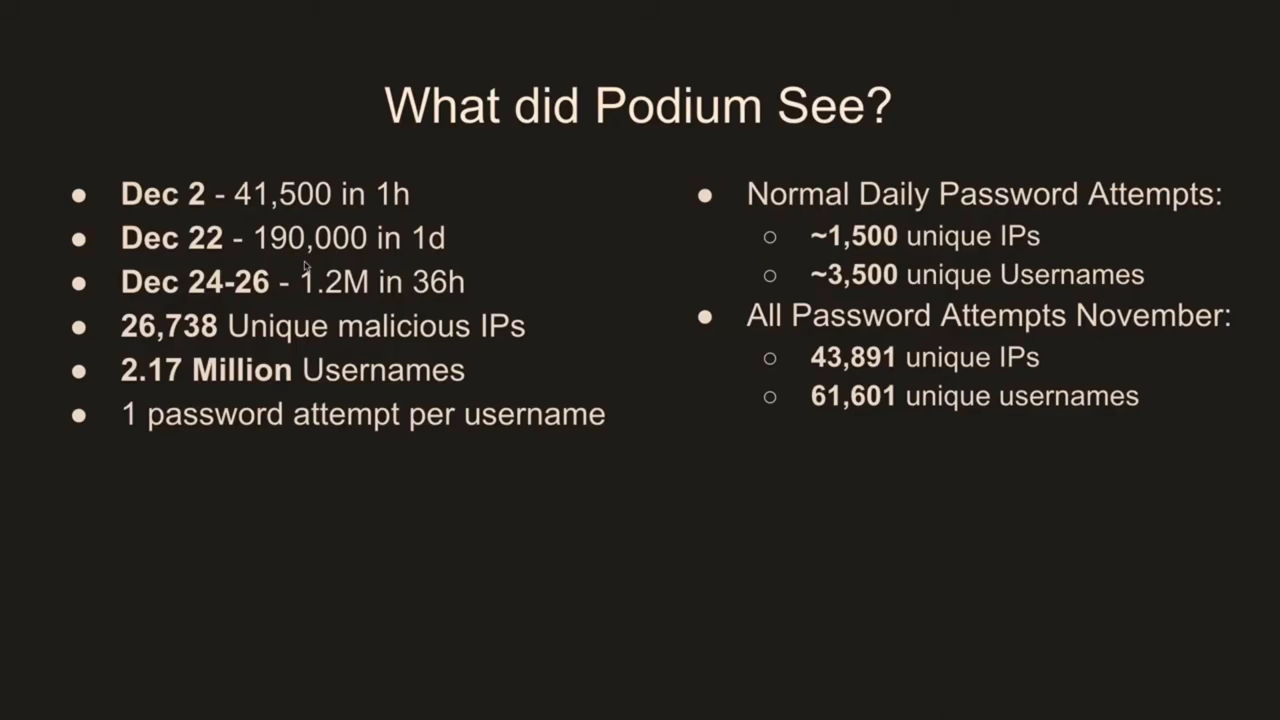 What did Podium See?
● Dec 2 - 41,500 in 1h
● Dec 22 - 190,000 in 1d
● Dec 24-26 - 1.2M in 36h
● 26,738 Unique malicious IPs
● 2.17 Million Usernames
● 1 password attempt per username
● Normal Daily Password Attempts:
○ ~1,500 unique IPs
○ ~3,500 unique Usernames
● All Password Attempts November:
○ 43,891 unique IPs
○ 61,601 unique usernames